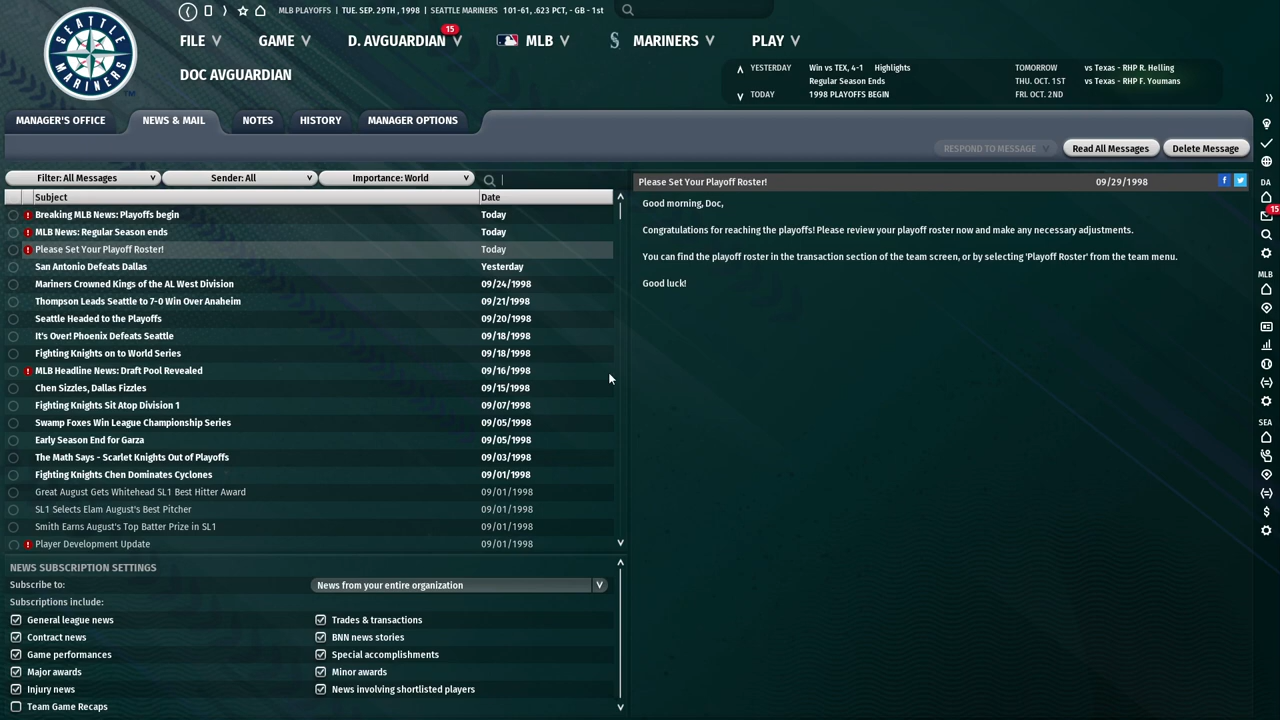 MLB PLAYOFFS | TUE. SEP. 29TH , 1998 | SEATTLE MARINERS 101-61, .623 PCT, - GB - 1st
SEATTLE
MARINERS
TM
FILE GAME D. AVGUARDIAN 15 MLB MARINERS PLAY
DOC AVGUARDIAN
YESTERDAY Win vs TEX, 4-1 Highlights
Regular Season Ends
TODAY 1998 PLAYOFFS BEGIN
TOMORROW vs Texas - RHP R. Helling
THU. OCT. 1ST vs Texas - RHP F. Youmans
FRI. OCT. 2ND
MANAGER'S OFFICE NEWS & MAIL NOTES HISTORY MANAGER OPTIONS
RESPOND TO MESSAGE Read All Messages Delete Message
Filter: All Messages Sender: All Importance: World
Subject Date
Breaking MLB News: Playoffs begin Today
MLB News: Regular Season ends Today
Please Set Your Playoff Roster! Today
San Antonio Defeats Dallas Yesterday
Mariners Crowned Kings of the AL West Division 09/24/1998
Thompson Leads Seattle to 7-0 Win Over Anaheim 09/21/1998
Seattle Headed to the Playoffs 09/20/1998
It's Over! Phoenix Defeats Seattle 09/18/1998
Fighting Knights on to World Series 09/18/1998
MLB Headline News: Draft Pool Revealed 09/16/1998
Chen Sizzles, Dallas Fizzles 09/15/1998
Fighting Knights Sit Atop Division 1 09/07/1998
Swamp Foxes Win League Championship Series 09/05/1998
Early Season End for Garza 09/05/1998
The Math Says - Scarlet Knights Out of Playoffs 09/03/1998
Fighting Knights Chen Dominates Cyclones 09/01/1998
Great August Gets Whitehead SL1 Best Hitter Award 09/01/1998
SL1 Selects Elam August's Best Pitcher 09/01/1998
Smith Earns August's Top Batter Prize in SL1 09/01/1998
Player Development Update 09/01/1998
NEWS SUBSCRIPTION SETTINGS
Subscribe to: News from your entire organization
Subscriptions include:
General league news Trades & transactions
Contract news BNN news stories
Game performances Special accomplishments
Major awards Minor awards
Injury news News involving shortlisted players
Team Game Recaps
Please Set Your Playoff Roster! 09/29/1998
Good morning, Doc,
Congratulations for reaching the playoffs! Please review your playoff roster now and make any necessary adjustments.
You can find the playoff roster in the transaction section of the team screen, or by selecting 'Playoff Roster' from the team menu.
Good luck!
DA
15
MLB
SEA